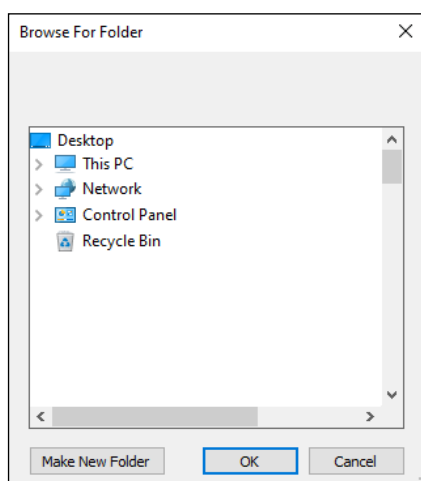 Browse For Folder
Desktop
This PC
Network
Control Panel
Recycle Bin
Make New Folder
OK
Cancel